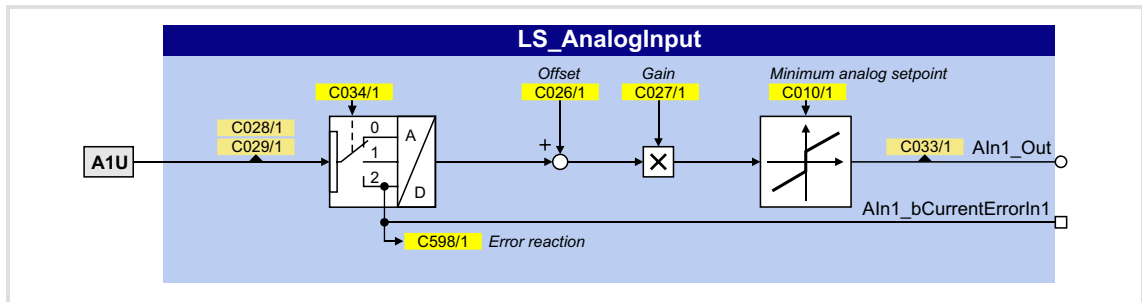 LS_AnalogInput
Offset
Gain
Minimum analog setpoint
C034/1
C026/1
C027/1
C010/1
C028/1
C029/1
0
A
1
2
D
A1U
+
C033/1
AIn1_Out
AIn1_bCurrentErrorIn1
C598/1 Error reaction